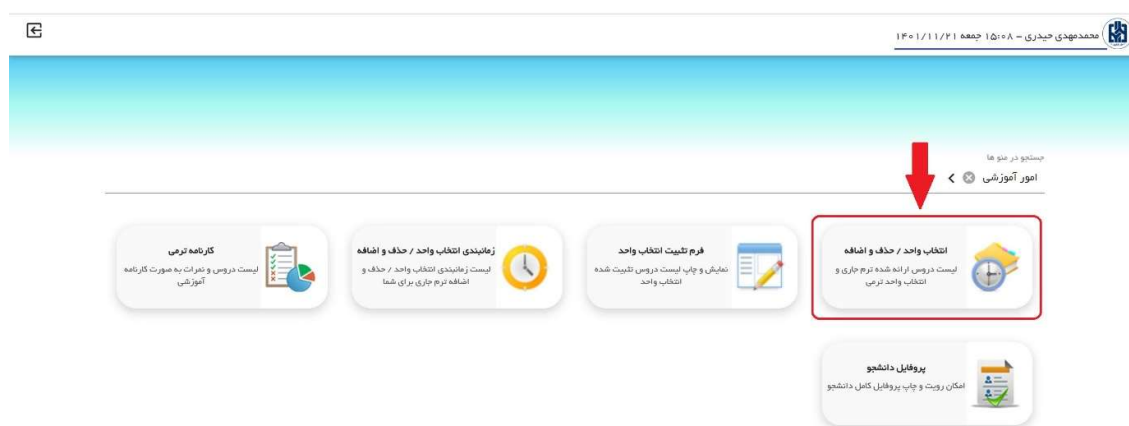 محمدمهدی حیدری - ۱۵:۰۸ جمعه ۱۴۰۱/۱۱/۲۱
جستجو در منو ها
امور آموزشی
انتخاب واحد / حذف و اضافه
لیست دروس ارائه شده ترم جاری و
انتخاب واحد ترمی
فرم تثبیت انتخاب واحد
نمایش و چاپ لیست دروس تثبیت شده
انتخاب واحد
زمانبندی انتخاب واحد / حذف و اضافه
لیست زمانبندی انتخاب واحد / حذف و
اضافه ترم جاری برای شما
کارنامه ترمی
لیست دروس و نمرات به صورت کارنامه
آموزشی
پروفایل دانشجو
امکان رویت و چاپ پروفایل کامل دانشجو